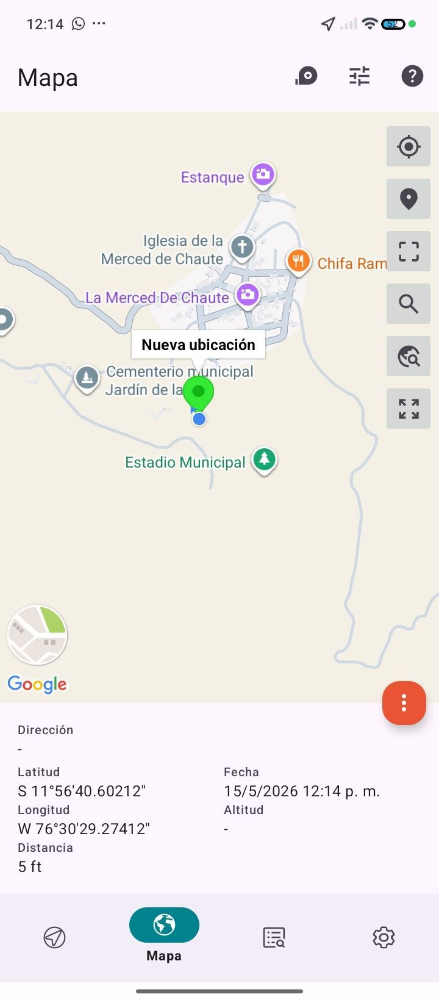 12:14
52
Mapa
Estanque
Iglesia de la
Merced de Chaute
Chifa Ram
La Merced De Chaute
Nueva ubicación
Cementerio municipal
Jardín de la
Estadio Municipal
Google
Dirección
-
Latitud
S 11°56'40.60212"
Fecha
15/5/2026 12:14 p. m.
Longitud
W 76°30'29.27412"
Altitud
-
Distancia
5 ft
Mapa